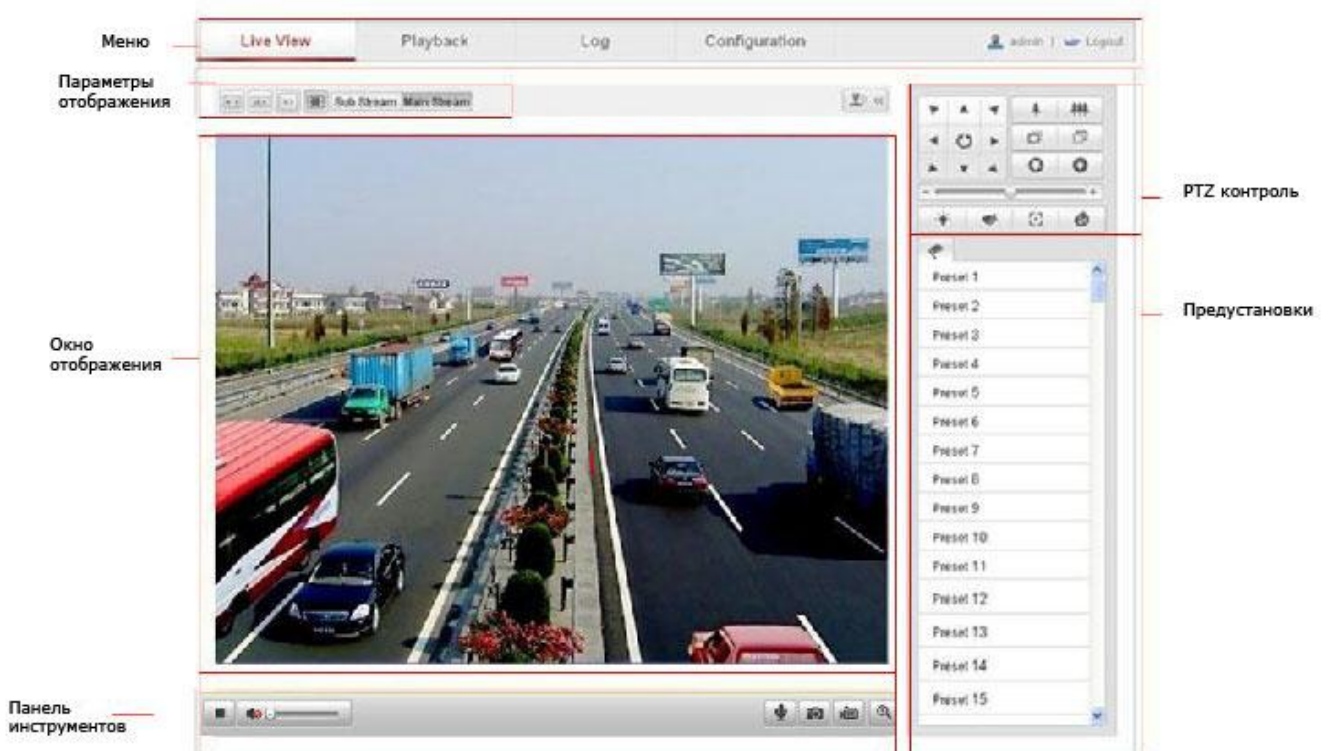 Меню
Live View
Playback
Log
Configuration
admin | Logout
Параметры
отображения
Sub Stream Main Stream
PTZ контроль
Окно
отображения
Предустановки
Preset 1
Preset 2
Preset 3
Preset 4
Preset 5
Preset 6
Preset 7
Preset 8
Preset 9
Preset 10
Preset 11
Preset 12
Preset 13
Preset 14
Preset 15
Панель
инструментов